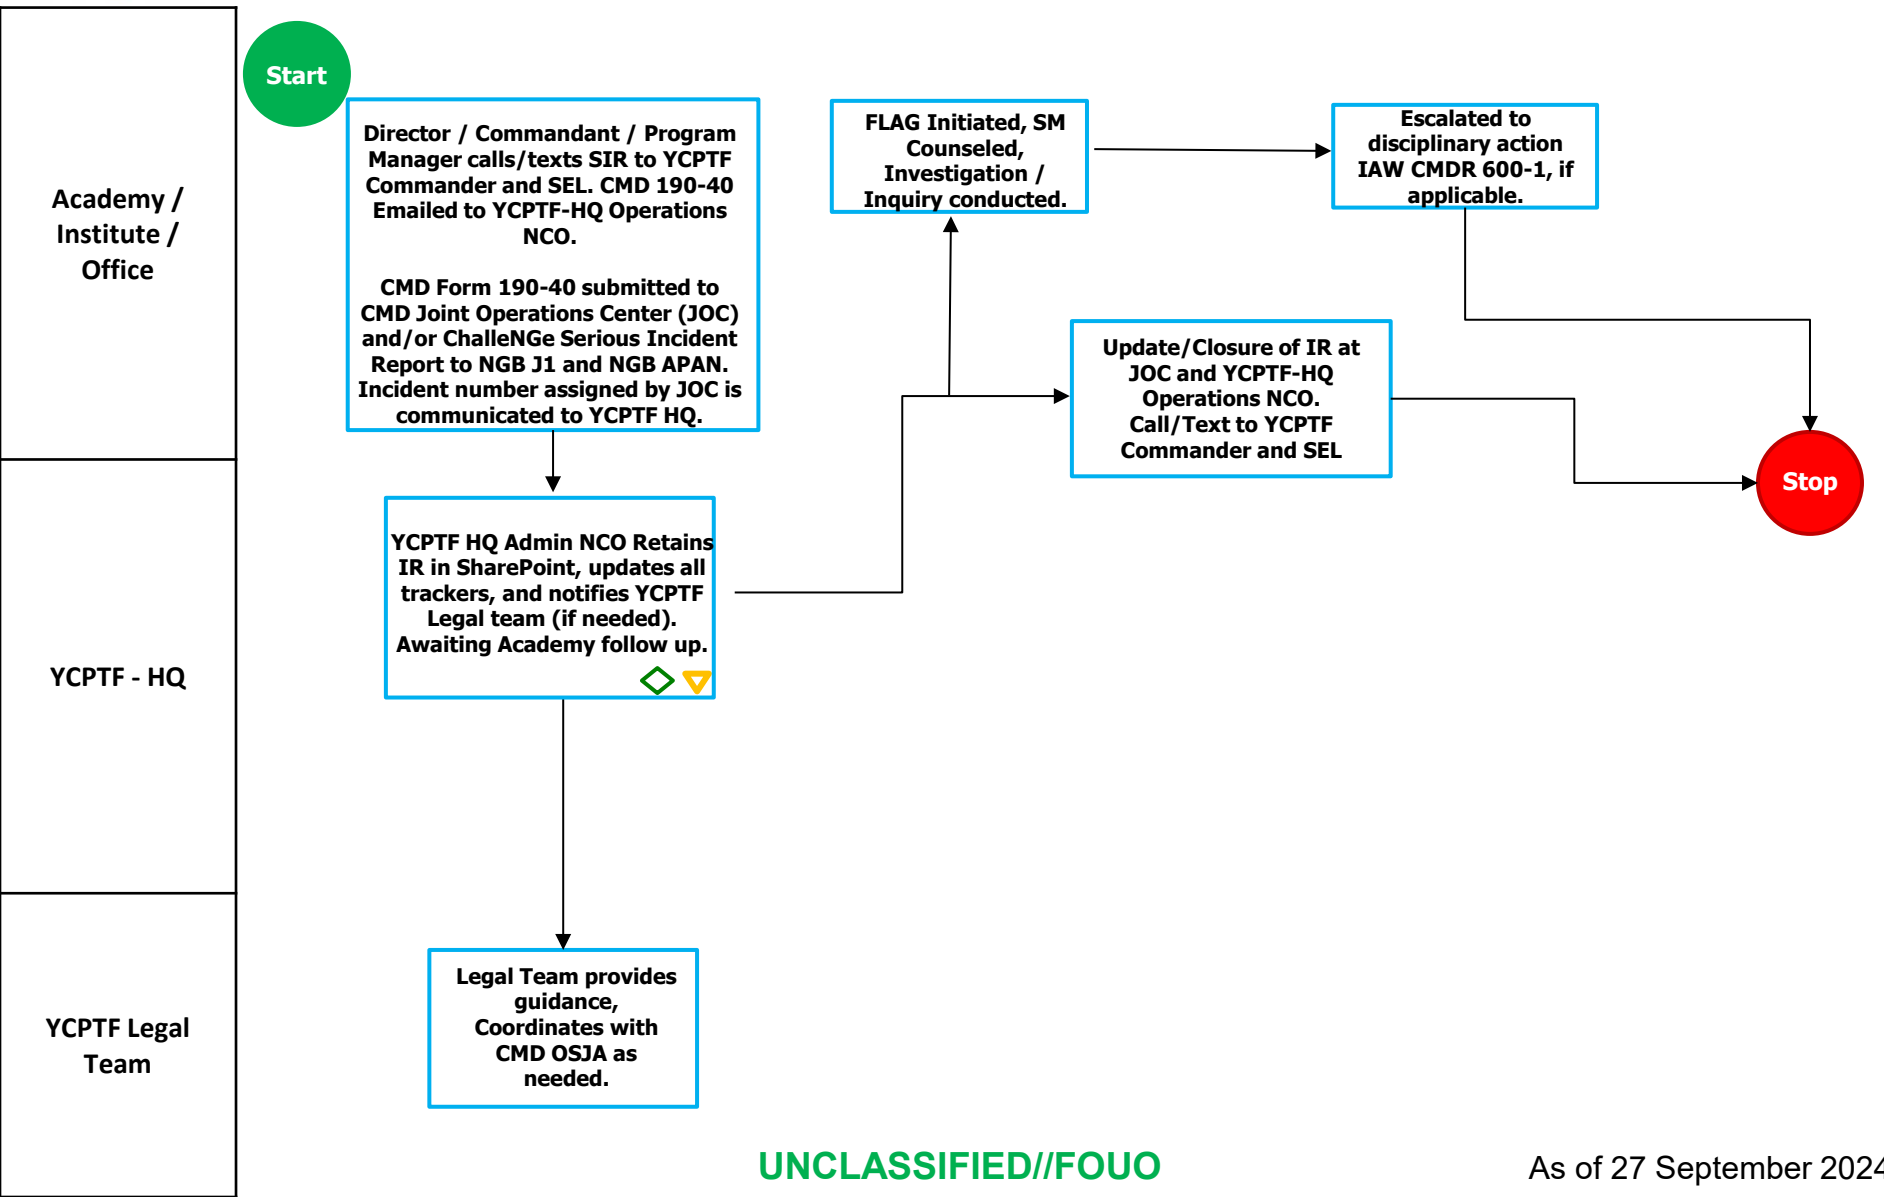 Academy /
Institute /
Office
Start
Director / Commandant / Program
Manager calls/texts SIR to YCPTF
Commander and SEL. CMD 190-40
Emailed to YCPTF-HQ Operations
NCO.
CMD Form 190-40 submitted to
CMD Joint Operations Center (JOC)
and/or ChalleNGe Serious Incident
Report to NGB J1 and NGB APAN.
Incident number assigned by JOC is
communicated to YCPTF HQ.
FLAG Initiated, SM
Counseled,
Investigation /
Inquiry conducted.
Escalated to
disciplinary action
IAW CMDR 600-1, if
applicable.
Update/Closure of IR at
JOC and YCPTF-HQ
Operations NCO.
Call/Text to YCPTF
Commander and SEL
Stop
YCPTF - HQ
YCPTF HQ Admin NCO Retains
IR in SharePoint, updates all
trackers, and notifies YCPTF
Legal team (if needed).
Awaiting Academy follow up.
YCPTF Legal
Team
Legal Team provides
guidance,
Coordinates with
CMD OSJA as
needed.
UNCLASSIFIED//FOUO
As of 27 September 2024